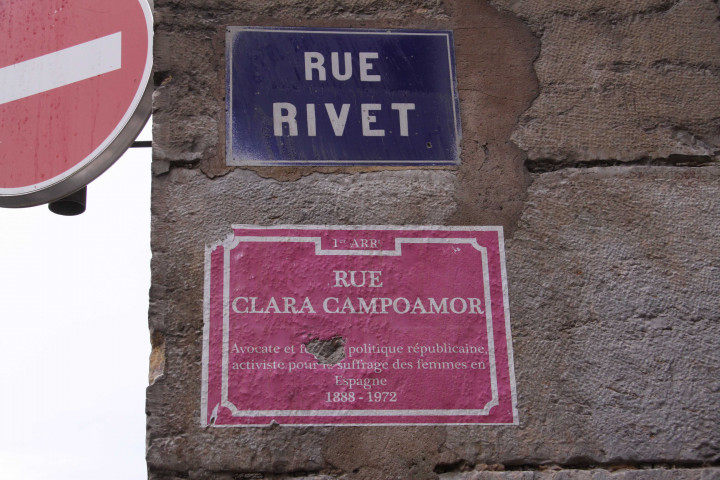 RUE
RIVET
1er ARR
RUE
CLARA CAMPOAMOR
Avocate et politique républicaine,
activiste pour le suffrage des femmes en
Espagne
1888 - 1972